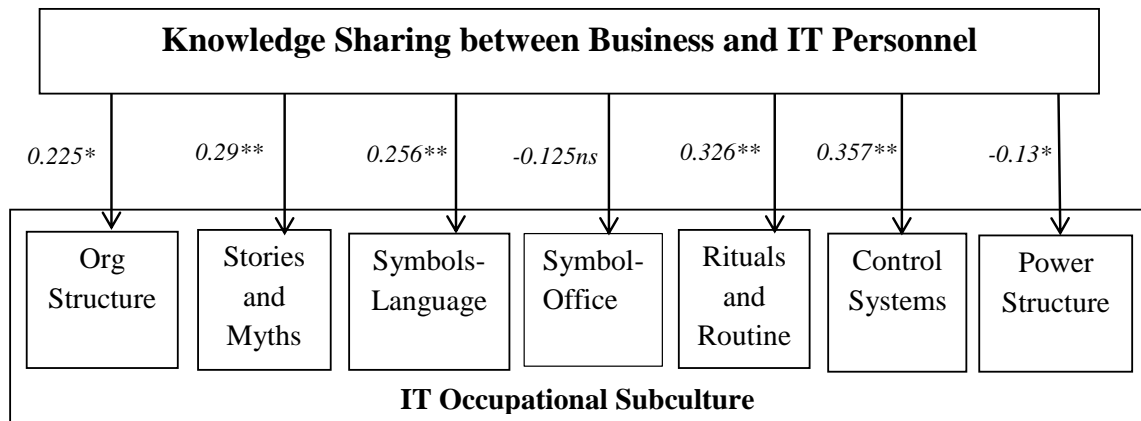 Knowledge Sharing between Business and IT Personnel
0.225*
0.29**
0.256**
-0.125ns
0.326**
0.357**
-0.13*
Org
Structure
Stories
and
Myths
Symbols-
Language
Symbol-
Office
Rituals
and
Routine
Control
Systems
Power
Structure
IT Occupational Subculture